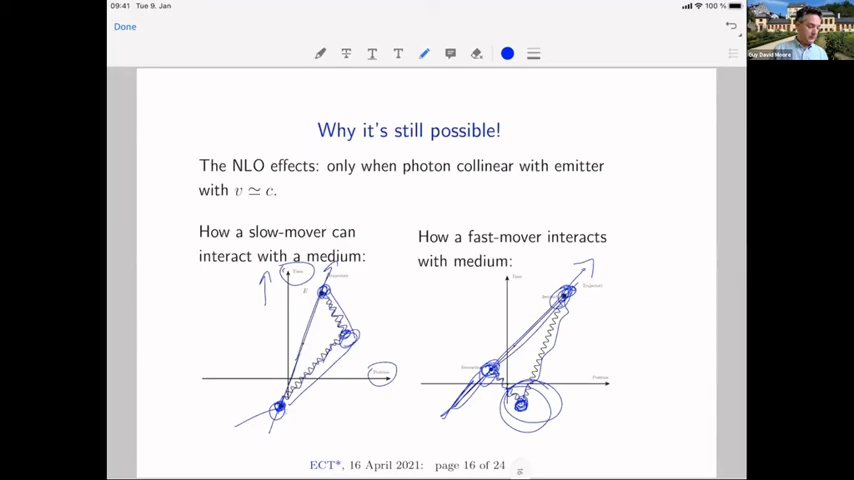 09:41 Tue 9. Jan
100 %
Done
Guy David Moore
Why it's still possible!
The NLO effects: only when photon collinear with emitter
with v ≃ c.
How a slow-mover can
interact with a medium:
How a fast-mover interacts
with medium:
Time
Time
Trajectory
Position
Position
ECT*, 16 April 2021: page 16 of 24